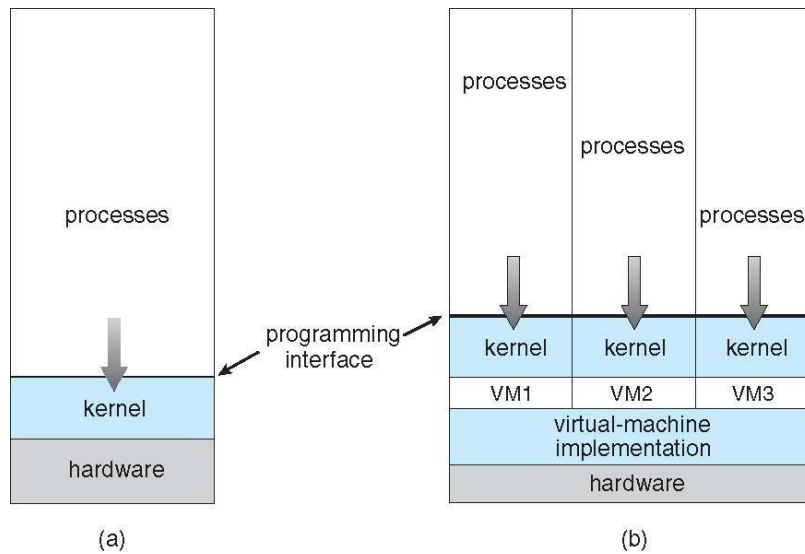 processes
kernel
hardware
(a)
programming
interface
processes
processes
processes
kernel
kernel
kernel
VM1
VM2
VM3
virtual-machine
implementation
hardware
(b)